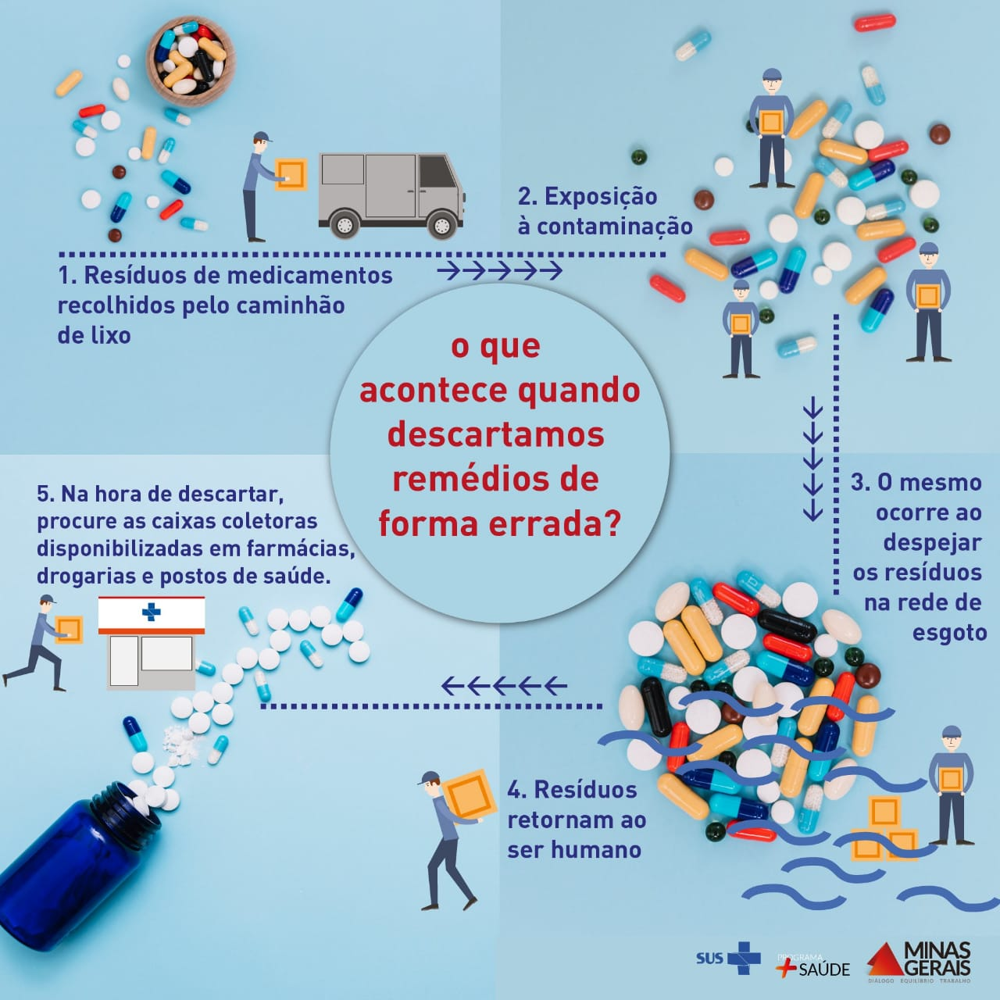 1. Resíduos de medicamentos
recolhidos pelo caminhão
de lixo
2. Exposição
à contaminação
o que
acontece quando
descartamos
remédios de
forma errada?
3. O mesmo
ocorre ao
despejar
os resíduos
na rede de
esgoto
4. Resíduos
retornam ao
ser humano
5. Na hora de descartar,
procure as caixas coletoras
disponibilizadas em farmácias,
drogarias e postos de saúde.
SUS
PROGRAMA
+SAÚDE
MINAS
GERAIS
DIÁLOGO EQUILÍBRIO TRABALHO